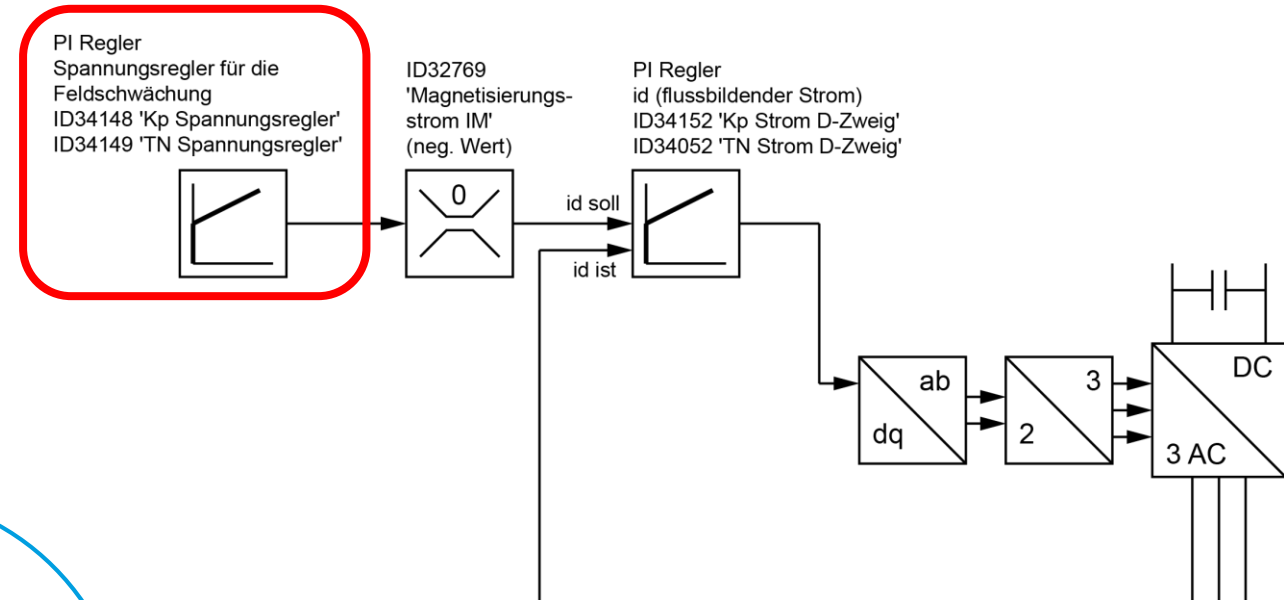 PI Regler
Spannungsregler für die
Feldschwächung
ID34148 'Kp Spannungsregler'
ID34149 'TN Spannungsregler'
ID32769
'Magnetisierungs-
strom IM'
(neg. Wert)
PI Regler
id (flussbildender Strom)
ID34152 'Kp Strom D-Zweig'
ID34052 'TN Strom D-Zweig'
0
id soll
id ist
ab
dq
3
2
DC
3 AC